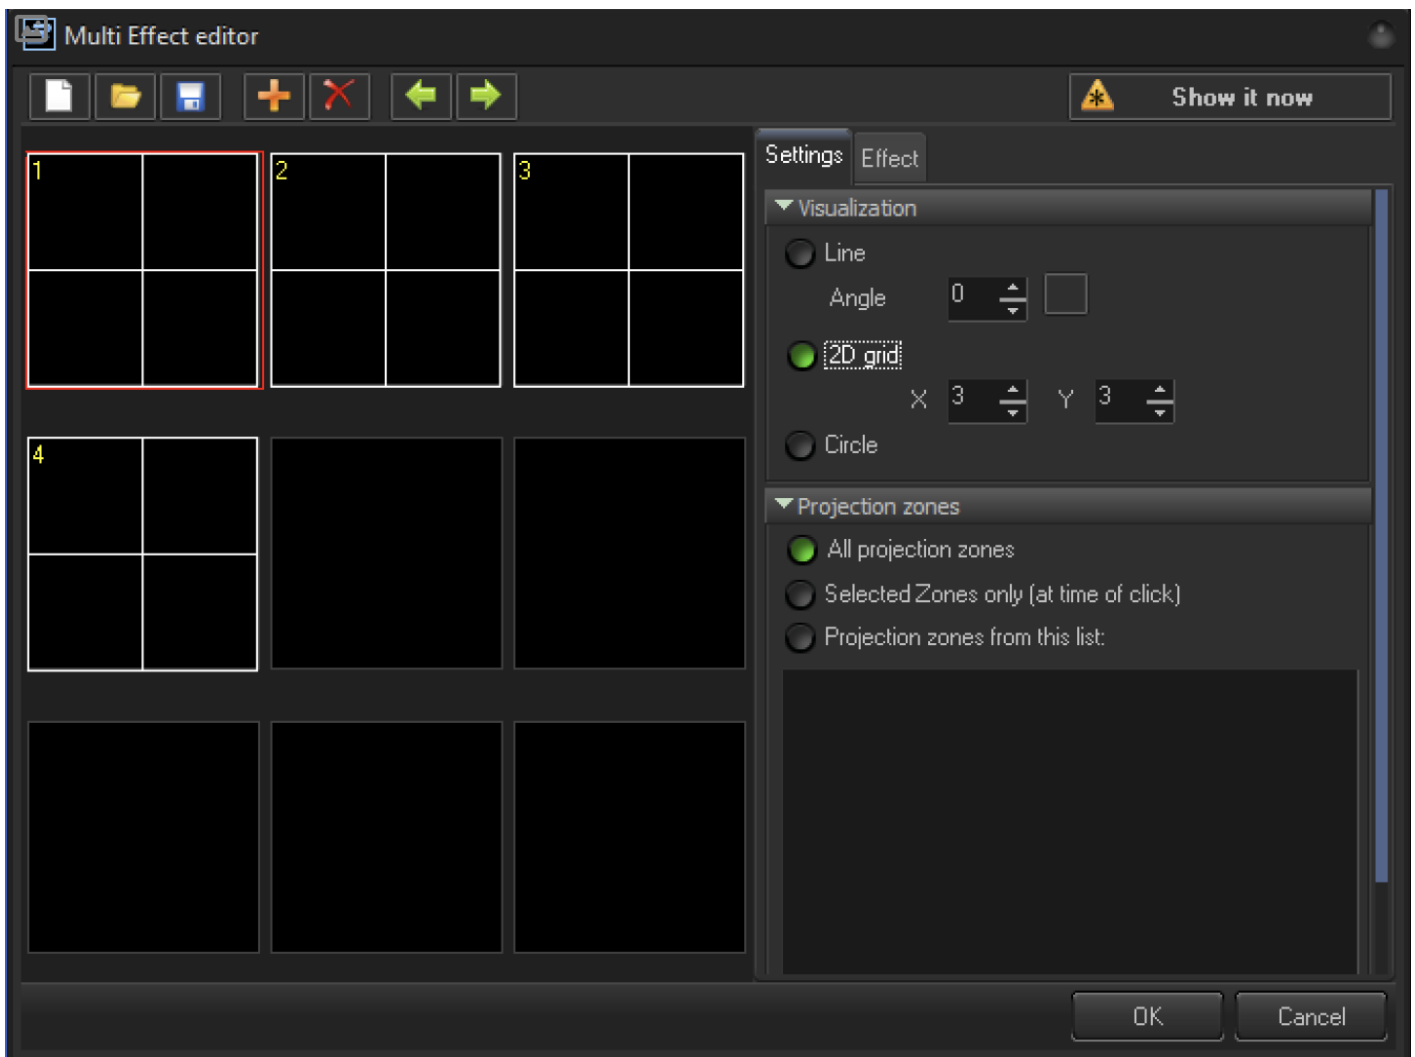 Multi Effect editor
Show it now
1
2
3
4
Settings
Effect
Visualization
Line
Angle 0
2D grid
X 3 Y 3
Circle
Projection zones
All projection zones
Selected Zones only (at time of click)
Projection zones from this list:
OK
Cancel